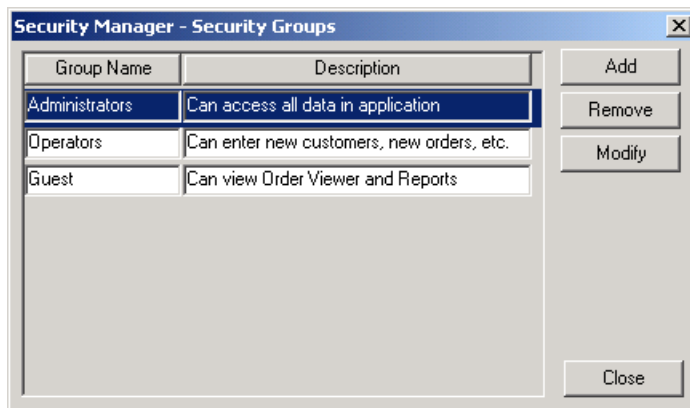 Security Manager - Security Groups
Group Name Description Add
Administrators Can access all data in application Remove
Operators Can enter new customers, new orders, etc. Modify
Guest Can view Order Viewer and Reports
Close